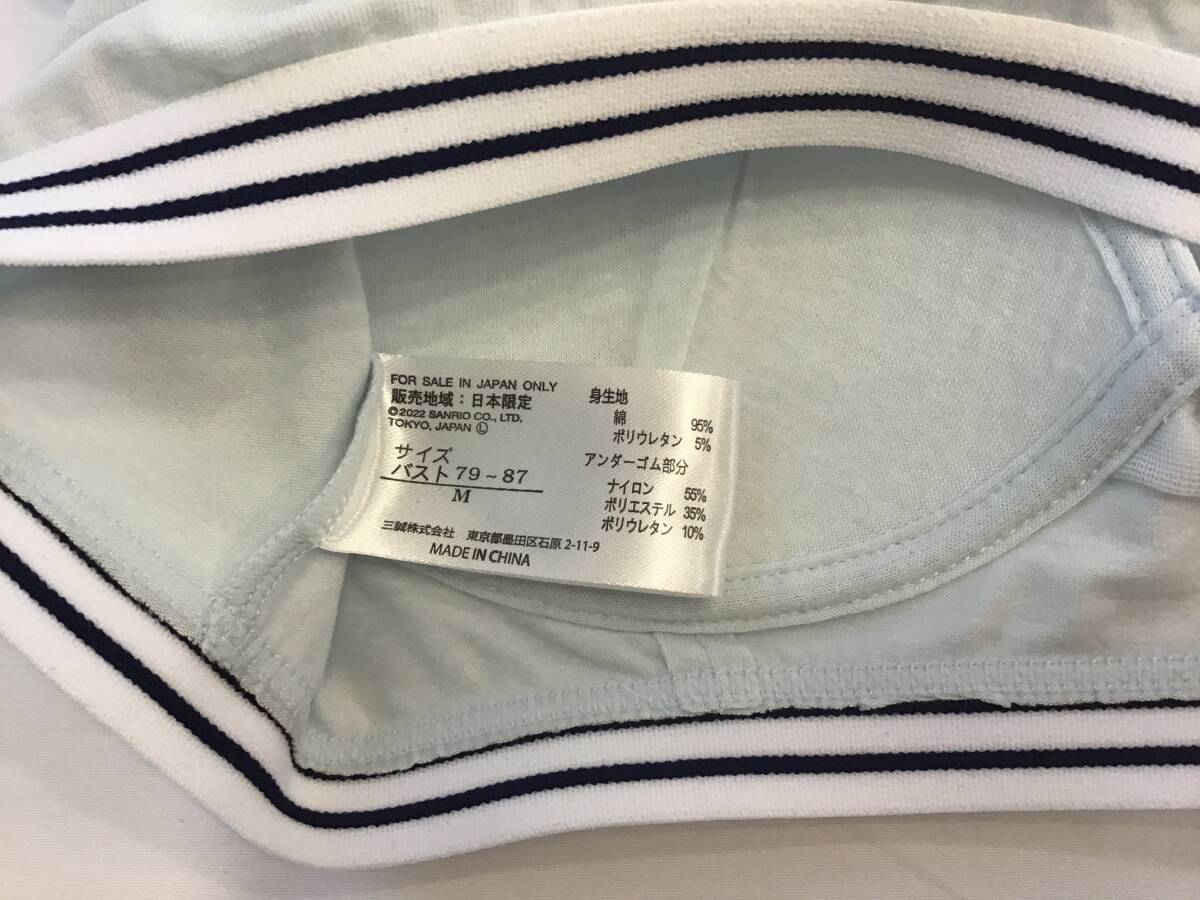 FOR SALE IN JAPAN ONLY
販売地域：日本限定
©2022 SANRIO CO., LTD.
TOKYO, JAPAN Ⓛ
サイズ
バスト 79～87
M
身生地
綿 95%
ポリウレタン 5%
アンダーゴム部分
ナイロン 55%
ポリエステル 35%
ポリウレタン 10%
三誠株式会社 東京都墨田区石原 2-11-9
MADE IN CHINA